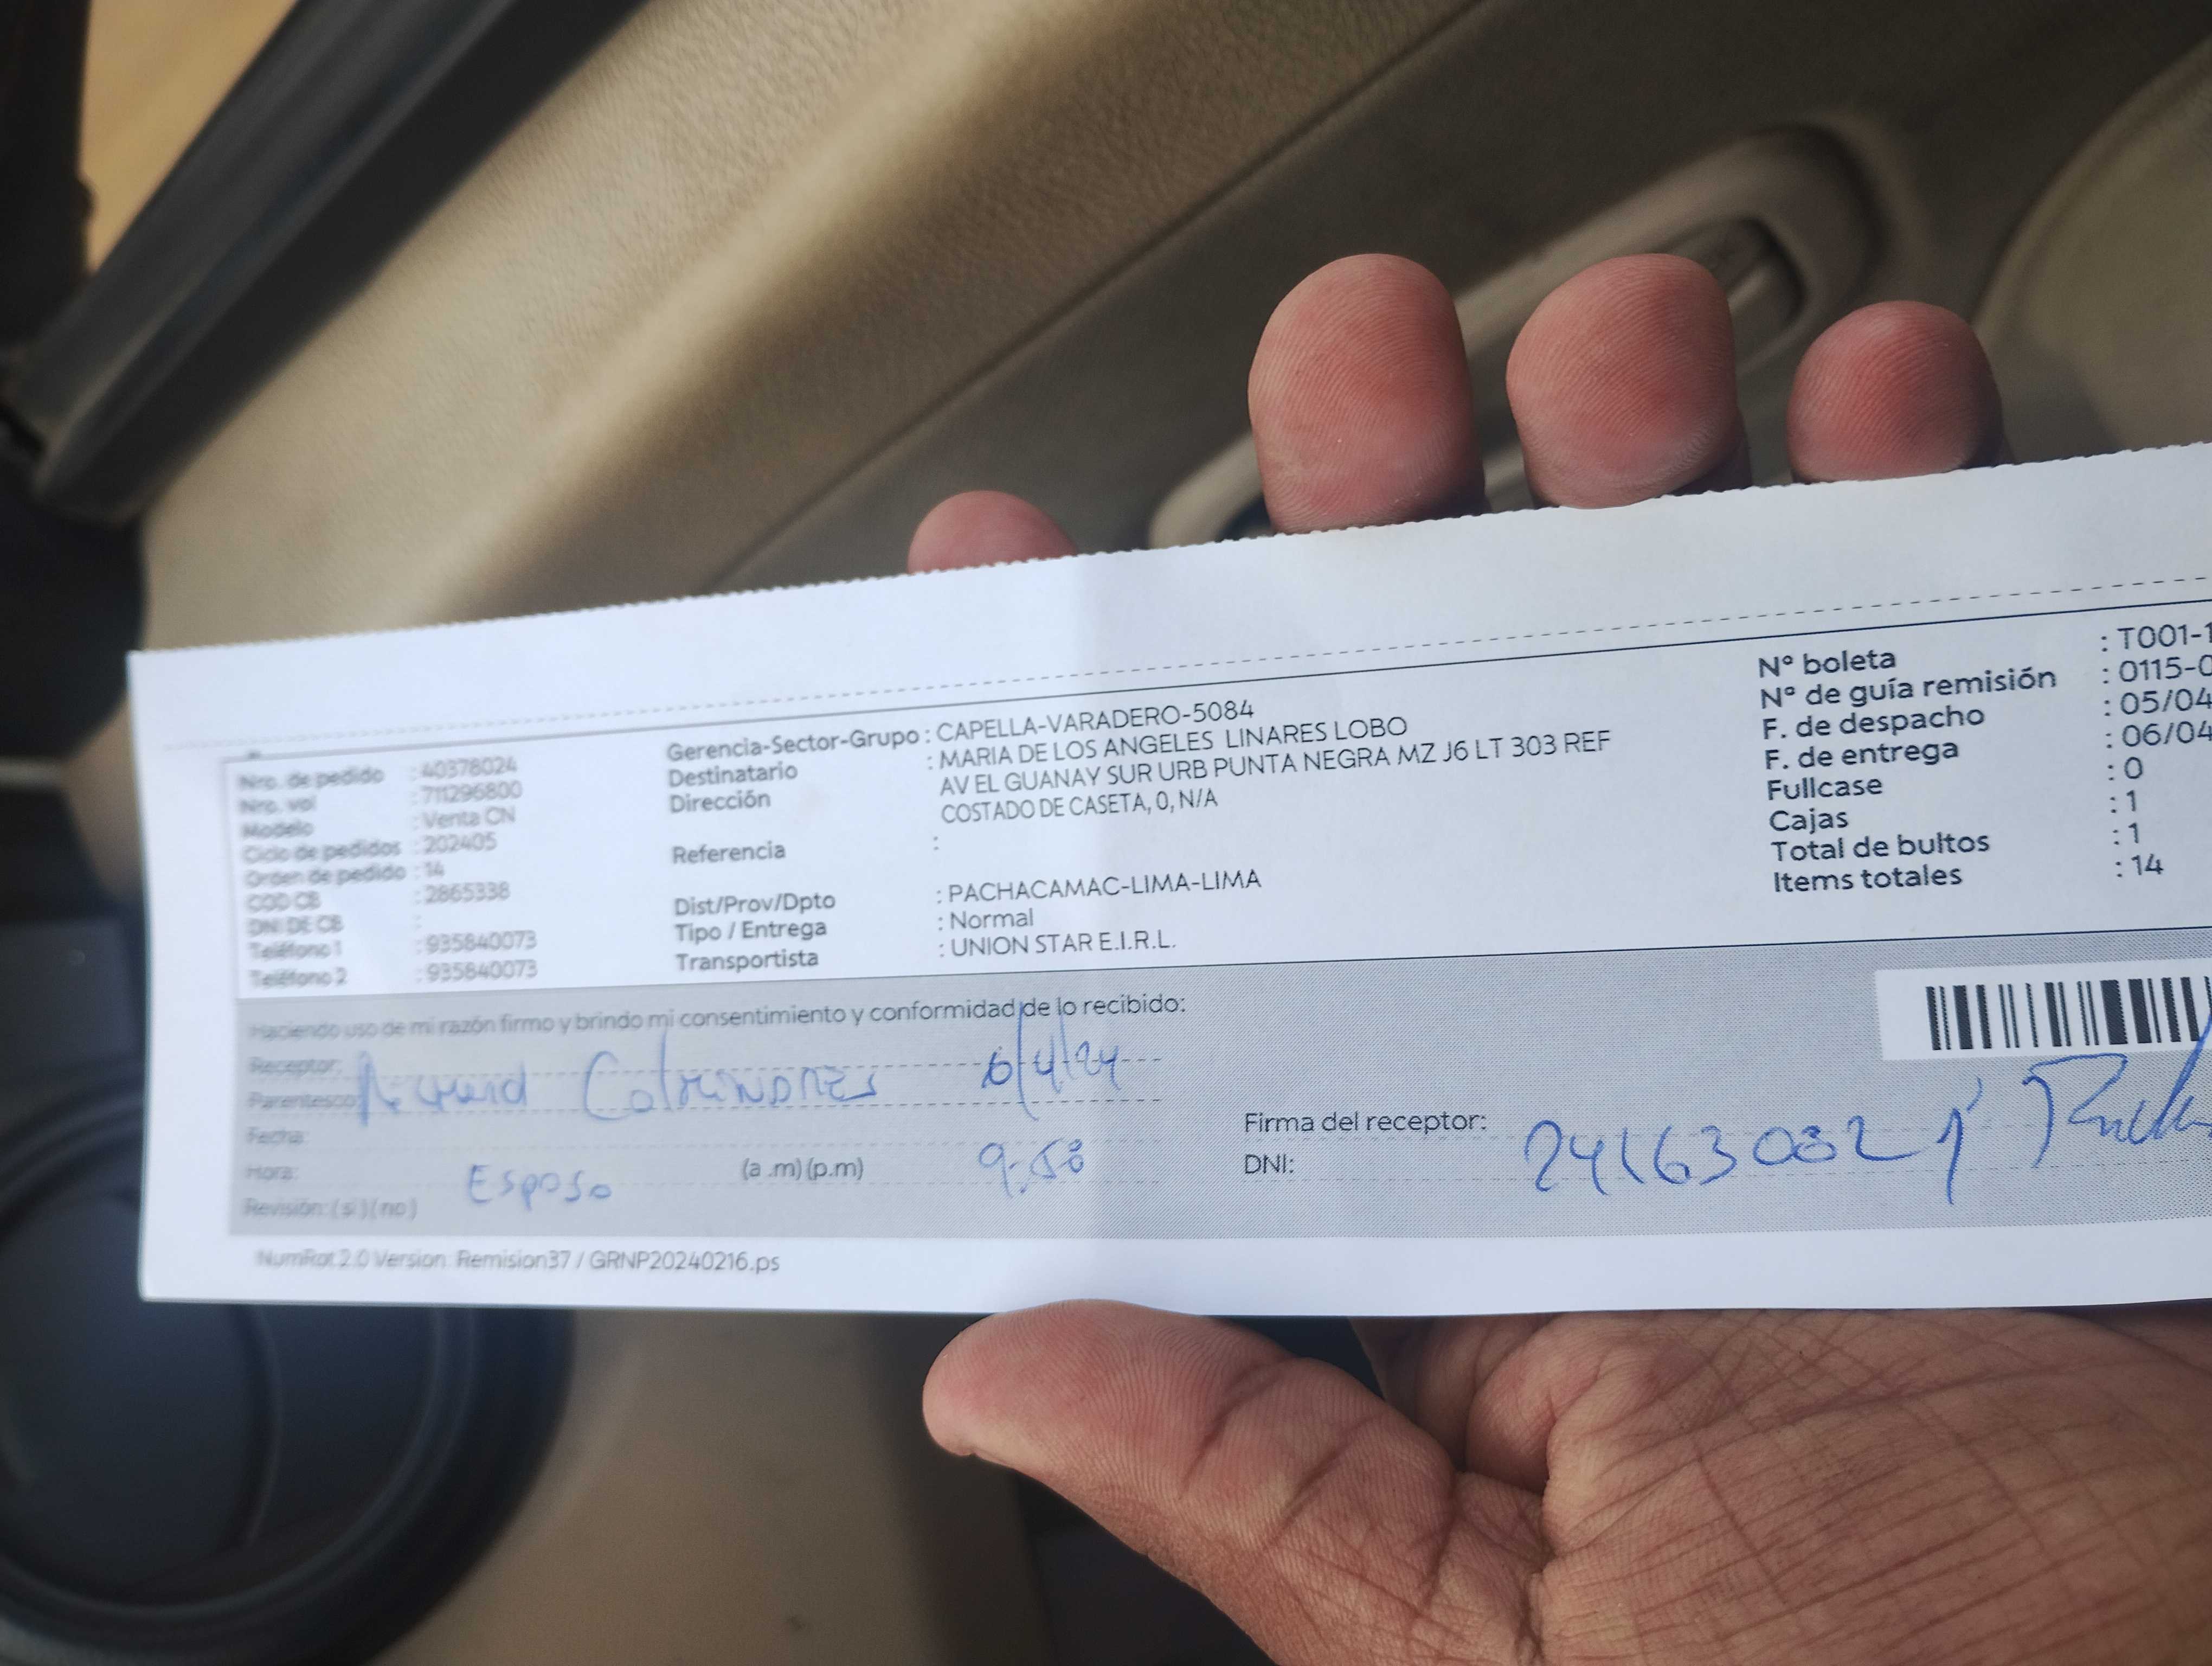 Nro. de pedido : 40378024
Nro. vol : 711296800
Modelo : Venta CN
Ciclo de pedidos : 202405
Orden de pedido : 14
COD CB : 2865338
DNI DE CB :
Teléfono 1 : 935840073
Teléfono 2 : 935840073
Gerencia-Sector-Grupo : CAPELLA-VARADERO-5084
Destinatario : MARIA DE LOS ANGELES LINARES LOBO
Dirección AV EL GUANAY SUR URB PUNTA NEGRA MZ J6 LT 303 REF
COSTADO DE CASETA, 0, N/A
Referencia :
Dist/Prov/Dpto : PACHACAMAC-LIMA-LIMA
Tipo / Entrega : Normal
Transportista : UNION STAR E.I.R.L.
N° boleta : T001-1
N° de guía remisión : 0115-0
F. de despacho : 05/04
F. de entrega : 06/04
Fullcase : 0
Cajas : 1
Total de bultos : 1
Items totales : 14
Haciendo uso de mi razón firmo y brindo mi consentimiento y conformidad de lo recibido:
Receptor:
Parentesco:
6/4/24
Fecha:
Hora: Esposo (a .m) (p.m) 9:58
Revisión: ( si ) ( no )
Firma del receptor:
DNI: 241630821
NumRot 2.0 Version: Remision37 / GRNP20240216.ps